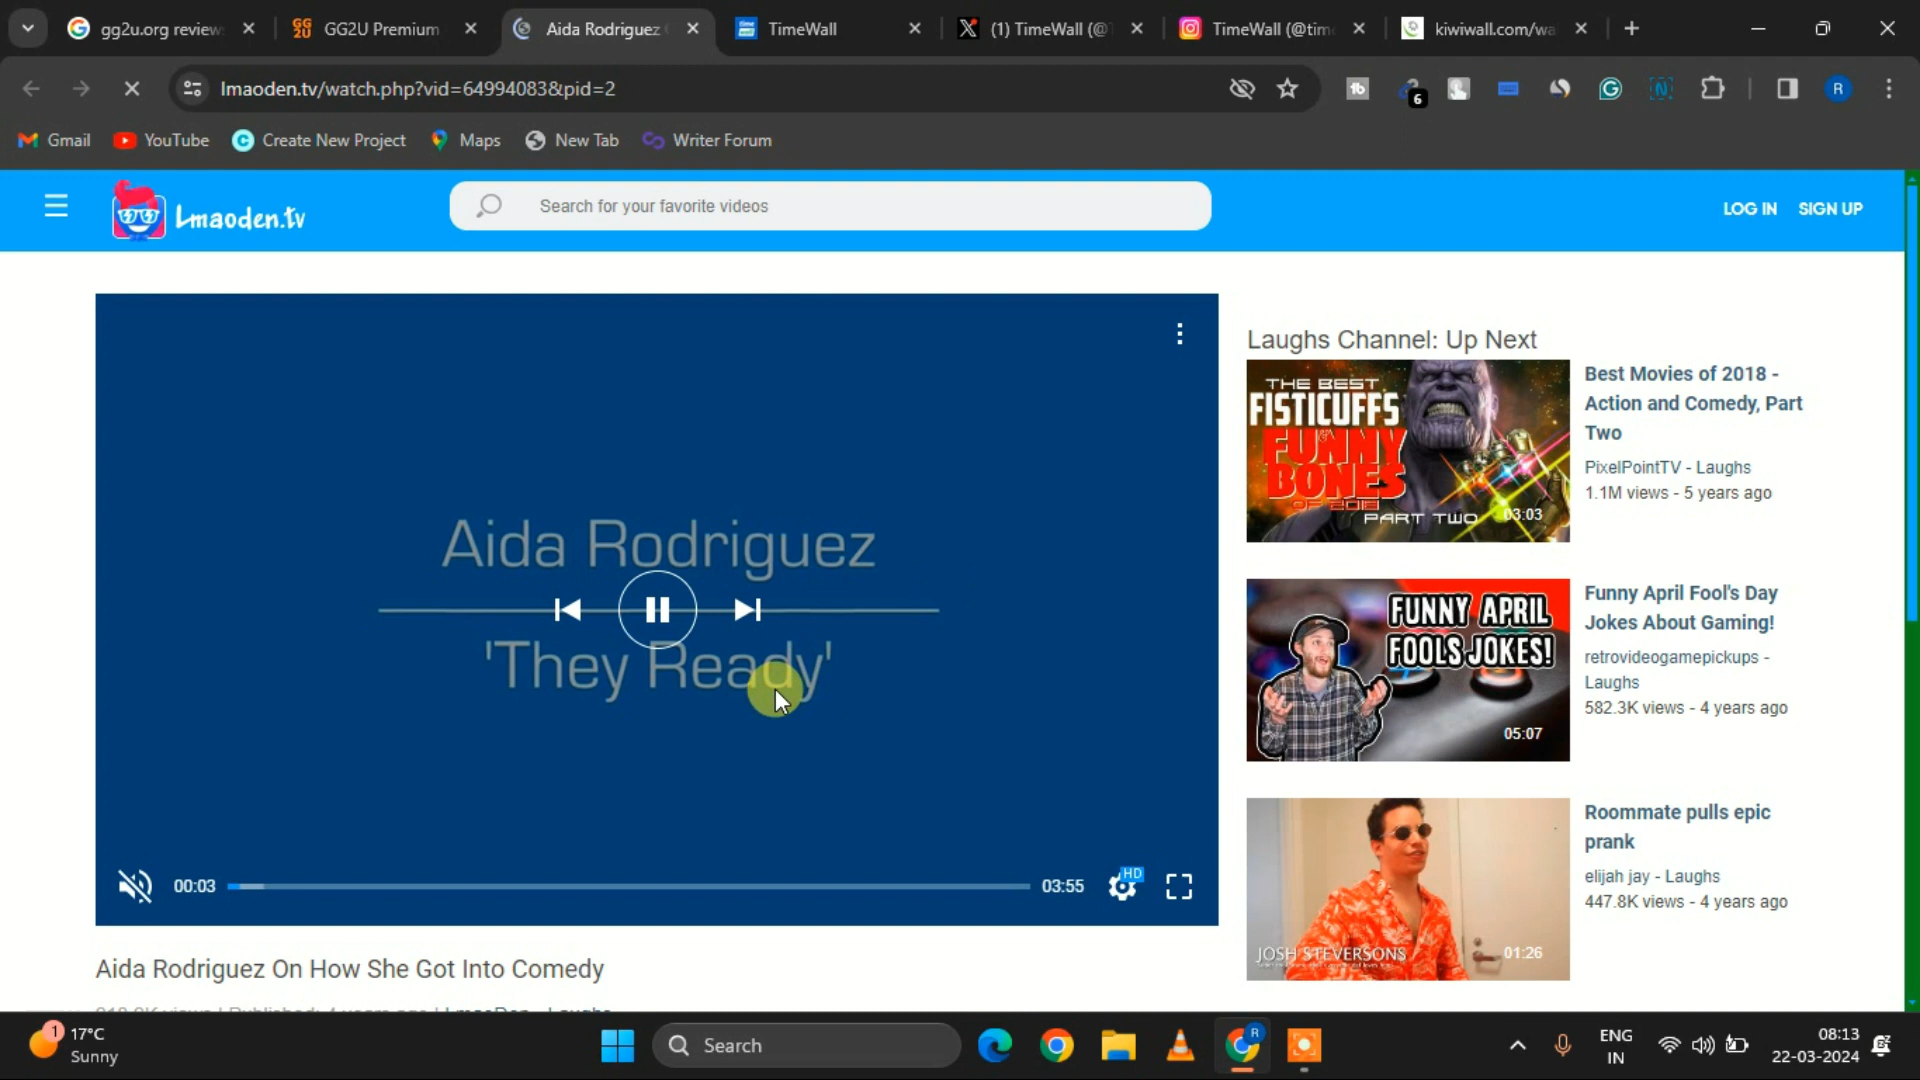 gg2u.org review
GG2U Premium
Aida Rodriguez
TimeWall
(1) TimeWall (@
TimeWall (@tim
kiwiwall.com/wa
lmaoden.tv/watch.php?vid=64994083&pid=2
6
R
Gmail
YouTube
Create New Project
Maps
New Tab
Writer Forum
Lmaoden.tv
Search for your favorite videos
LOG IN
SIGN UP
Aida Rodriguez
'They Ready'
00:03
03:55
HD
Aida Rodriguez On How She Got Into Comedy
Laughs Channel: Up Next
THE BEST
FISTICUFFS
FUNNY
BONES
OF 2018
PART TWO
03:03
Best Movies of 2018 -
Action and Comedy, Part
Two
PixelPointTV - Laughs
1.1M views - 5 years ago
FUNNY APRIL
FOOLS JOKES!
05:07
Funny April Fool's Day
Jokes About Gaming!
retrovideogamepickups -
Laughs
582.3K views - 4 years ago
JOSH STEVERSONS
01:26
Roommate pulls epic
prank
elijah jay - Laughs
447.8K views - 4 years ago
1
17°C
Sunny
Search
R
ENG
IN
08:13
22-03-2024